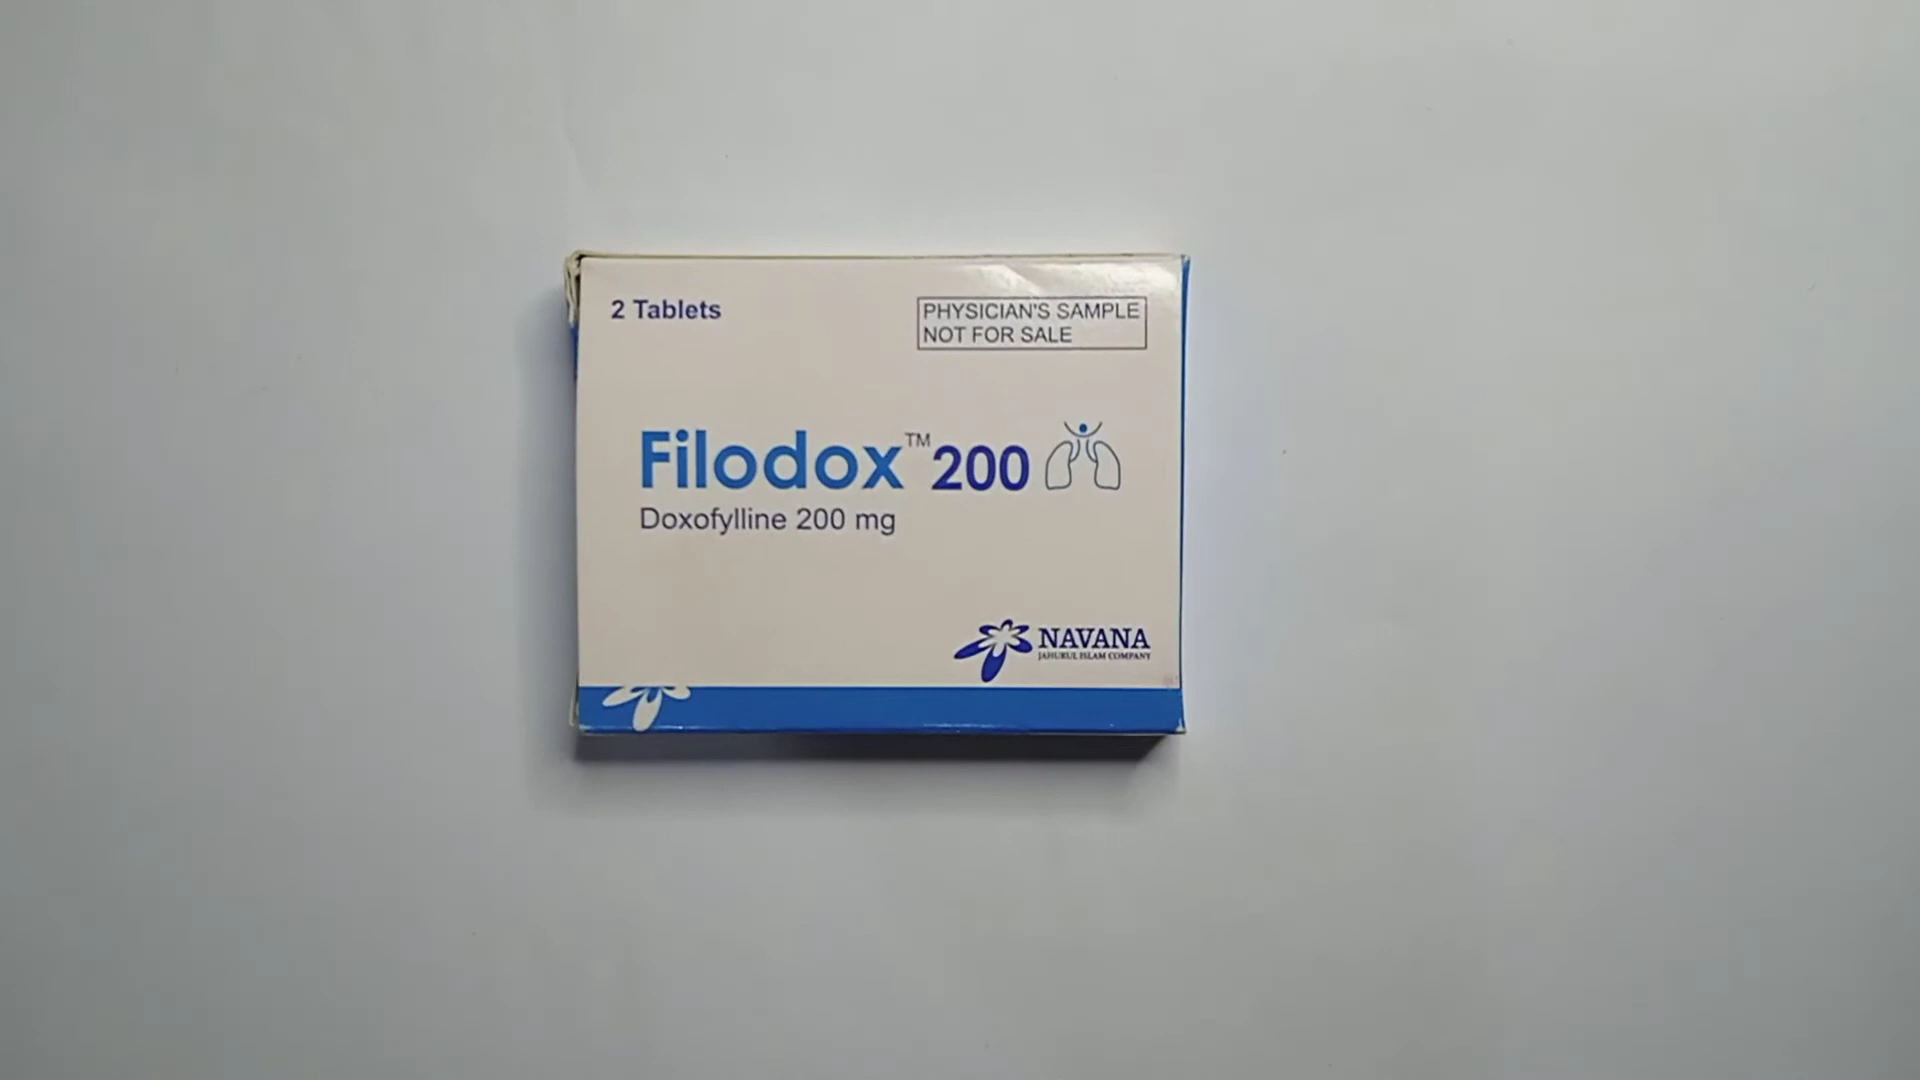 2 Tablets
PHYSICIAN'S SAMPLE
NOT FOR SALE
Filodox™ 200
Doxofylline 200 mg
NAVANA
JAHURUL ISLAM COMPANY